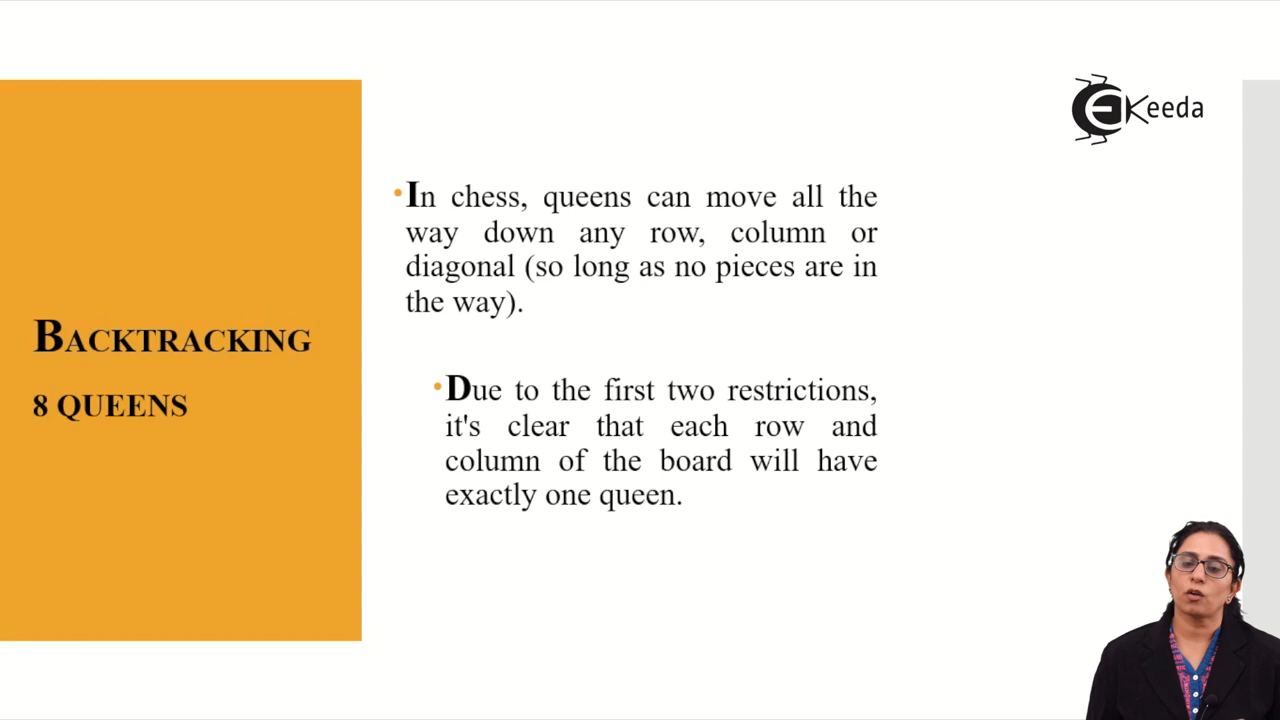 EKeeda
BACKTRACKING
8 QUEENS
•In chess, queens can move all the
way down any row, column or
diagonal (so long as no pieces are in
the way).
•Due to the first two restrictions,
it's clear that each row and
column of the board will have
exactly one queen.